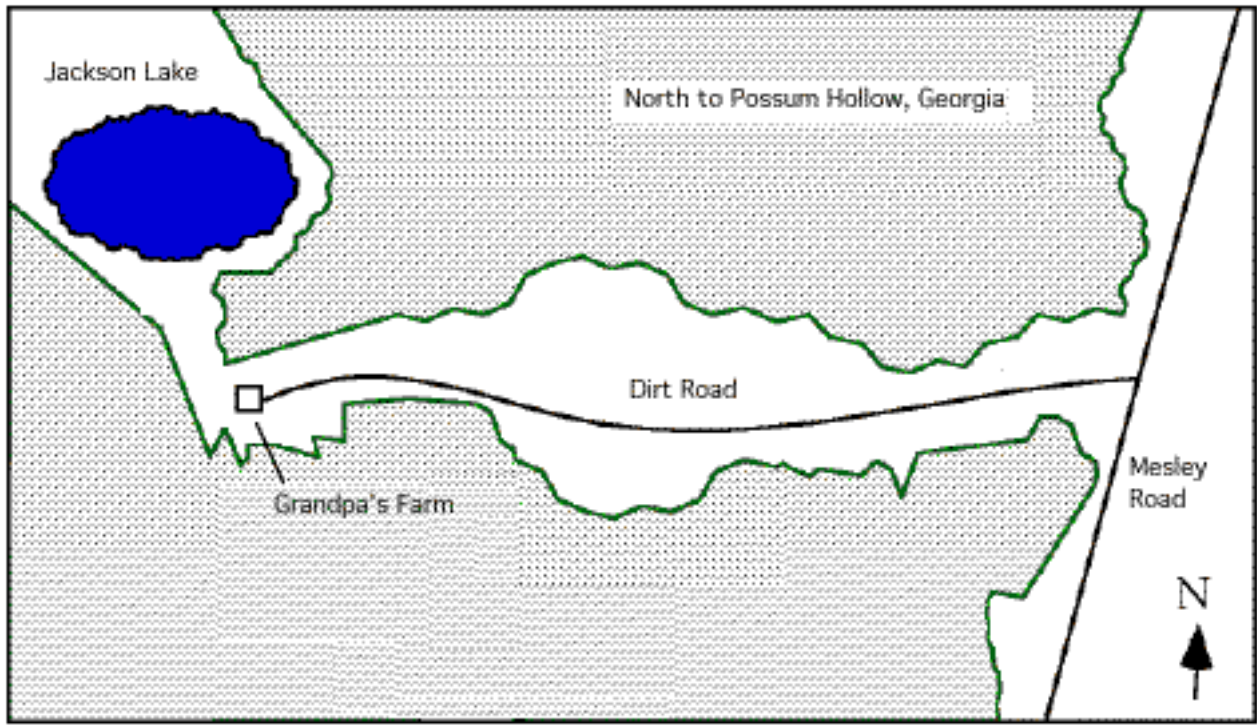 Jackson Lake
North to Possum Hollow, Georgia
Dirt Road
Mesley
Road
Grandpa's Farm
N